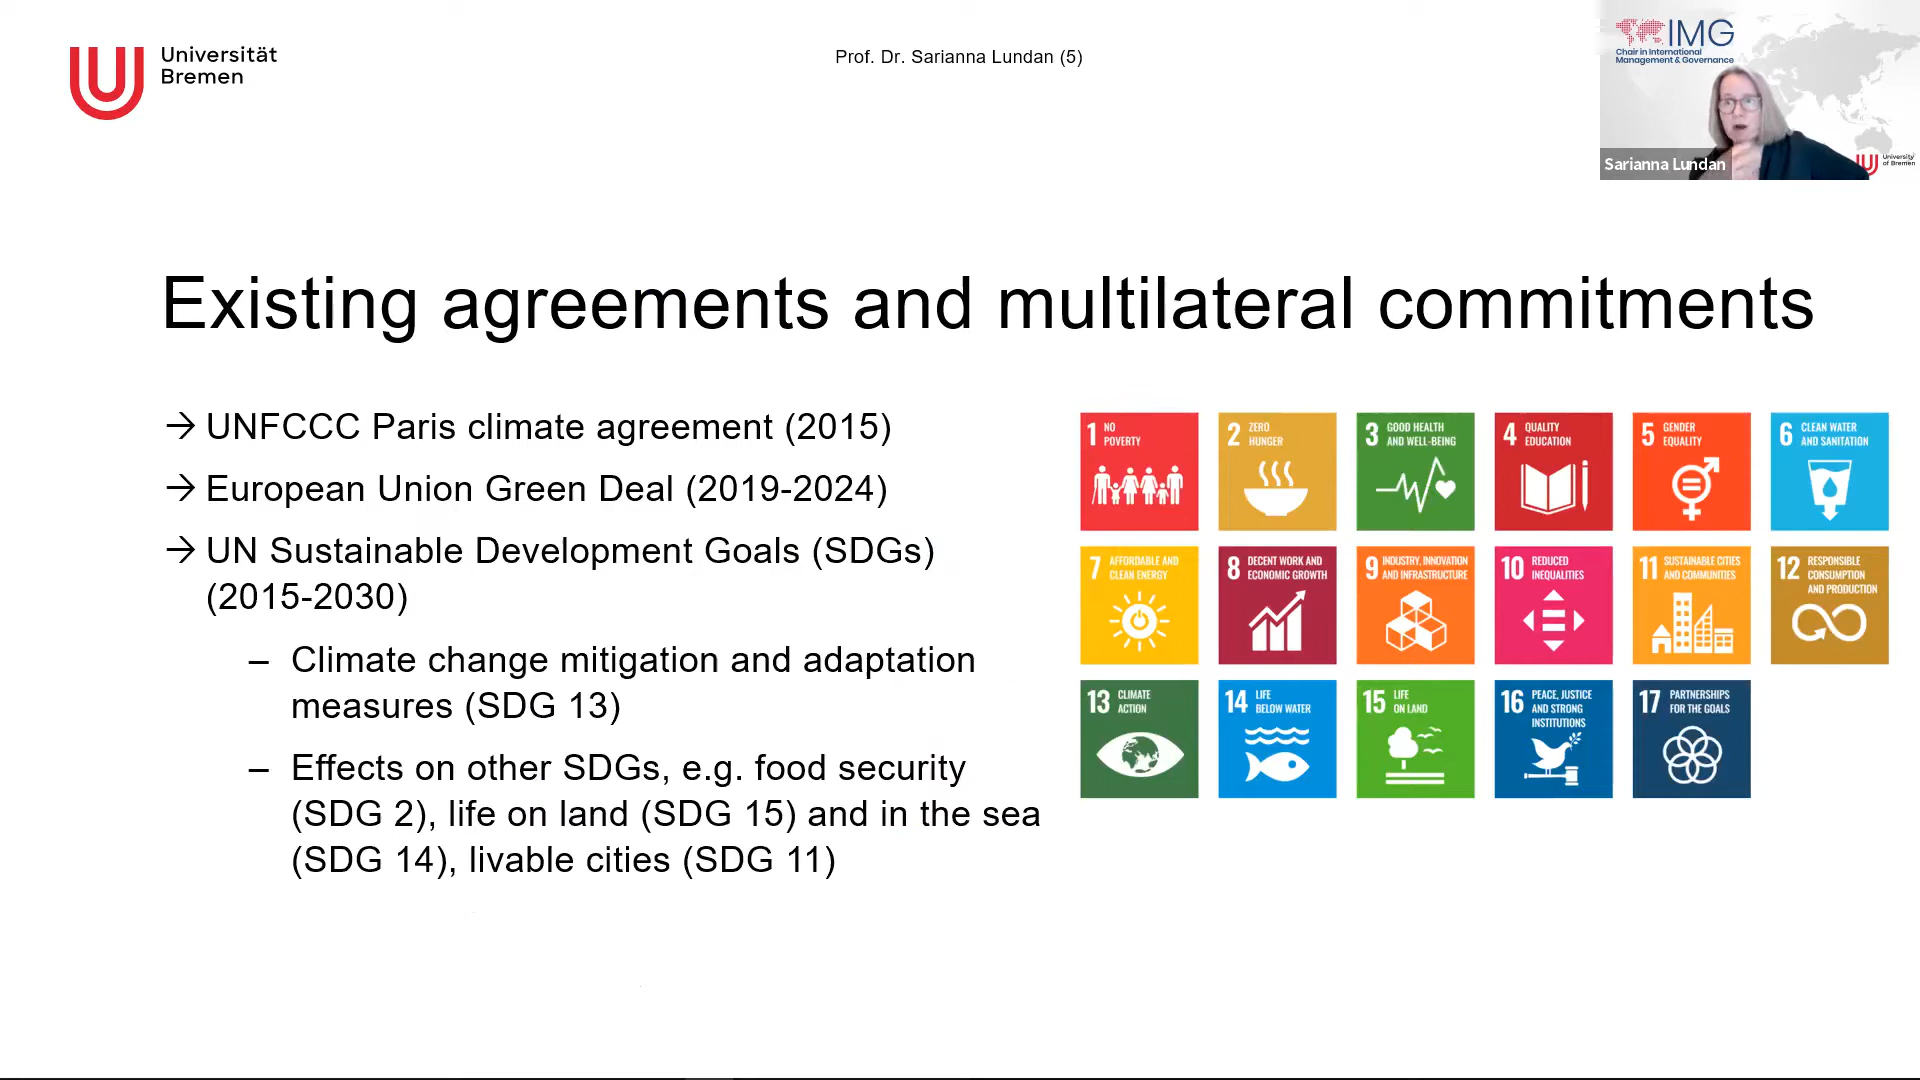 Universität
Bremen
Prof. Dr. Sarianna Lundan (5)
IMG
Chair in International
Management & Governance
Sarianna Lundan
University
of Bremen
Existing agreements and multilateral commitments
→ UNFCCC Paris climate agreement (2015)
→ European Union Green Deal (2019-2024)
→ UN Sustainable Development Goals (SDGs)
(2015-2030)
– Climate change mitigation and adaptation
measures (SDG 13)
– Effects on other SDGs, e.g. food security
(SDG 2), life on land (SDG 15) and in the sea
(SDG 14), livable cities (SDG 11)
1 NO
POVERTY
2 ZERO
HUNGER
3 GOOD HEALTH
AND WELL-BEING
4 QUALITY
EDUCATION
5 GENDER
EQUALITY
6 CLEAN WATER
AND SANITATION
7 AFFORDABLE AND
CLEAN ENERGY
8 DECENT WORK AND
ECONOMIC GROWTH
9 INDUSTRY, INNOVATION
AND INFRASTRUCTURE
10 REDUCED
INEQUALITIES
11 SUSTAINABLE CITIES
AND COMMUNITIES
12 RESPONSIBLE
CONSUMPTION
AND PRODUCTION
13 CLIMATE
ACTION
14 LIFE
BELOW WATER
15 LIFE
ON LAND
16 PEACE, JUSTICE
AND STRONG
INSTITUTIONS
17 PARTNERSHIPS
FOR THE GOALS